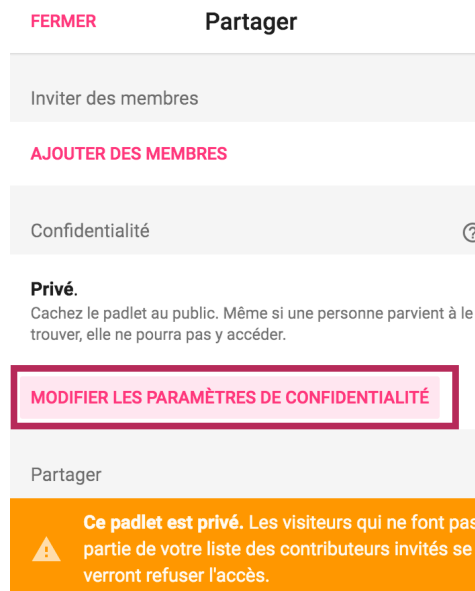 FERMER Partager
Inviter des membres
AJOUTER DES MEMBRES
Confidentialité
Privé.
Cachez le padlet au public. Même si une personne parvient à le
trouver, elle ne pourra pas y accéder.
MODIFIER LES PARAMÈTRES DE CONFIDENTIALITÉ
Partager
Ce padlet est privé. Les visiteurs qui ne font pas
partie de votre liste des contributeurs invités se
verront refuser l'accès.